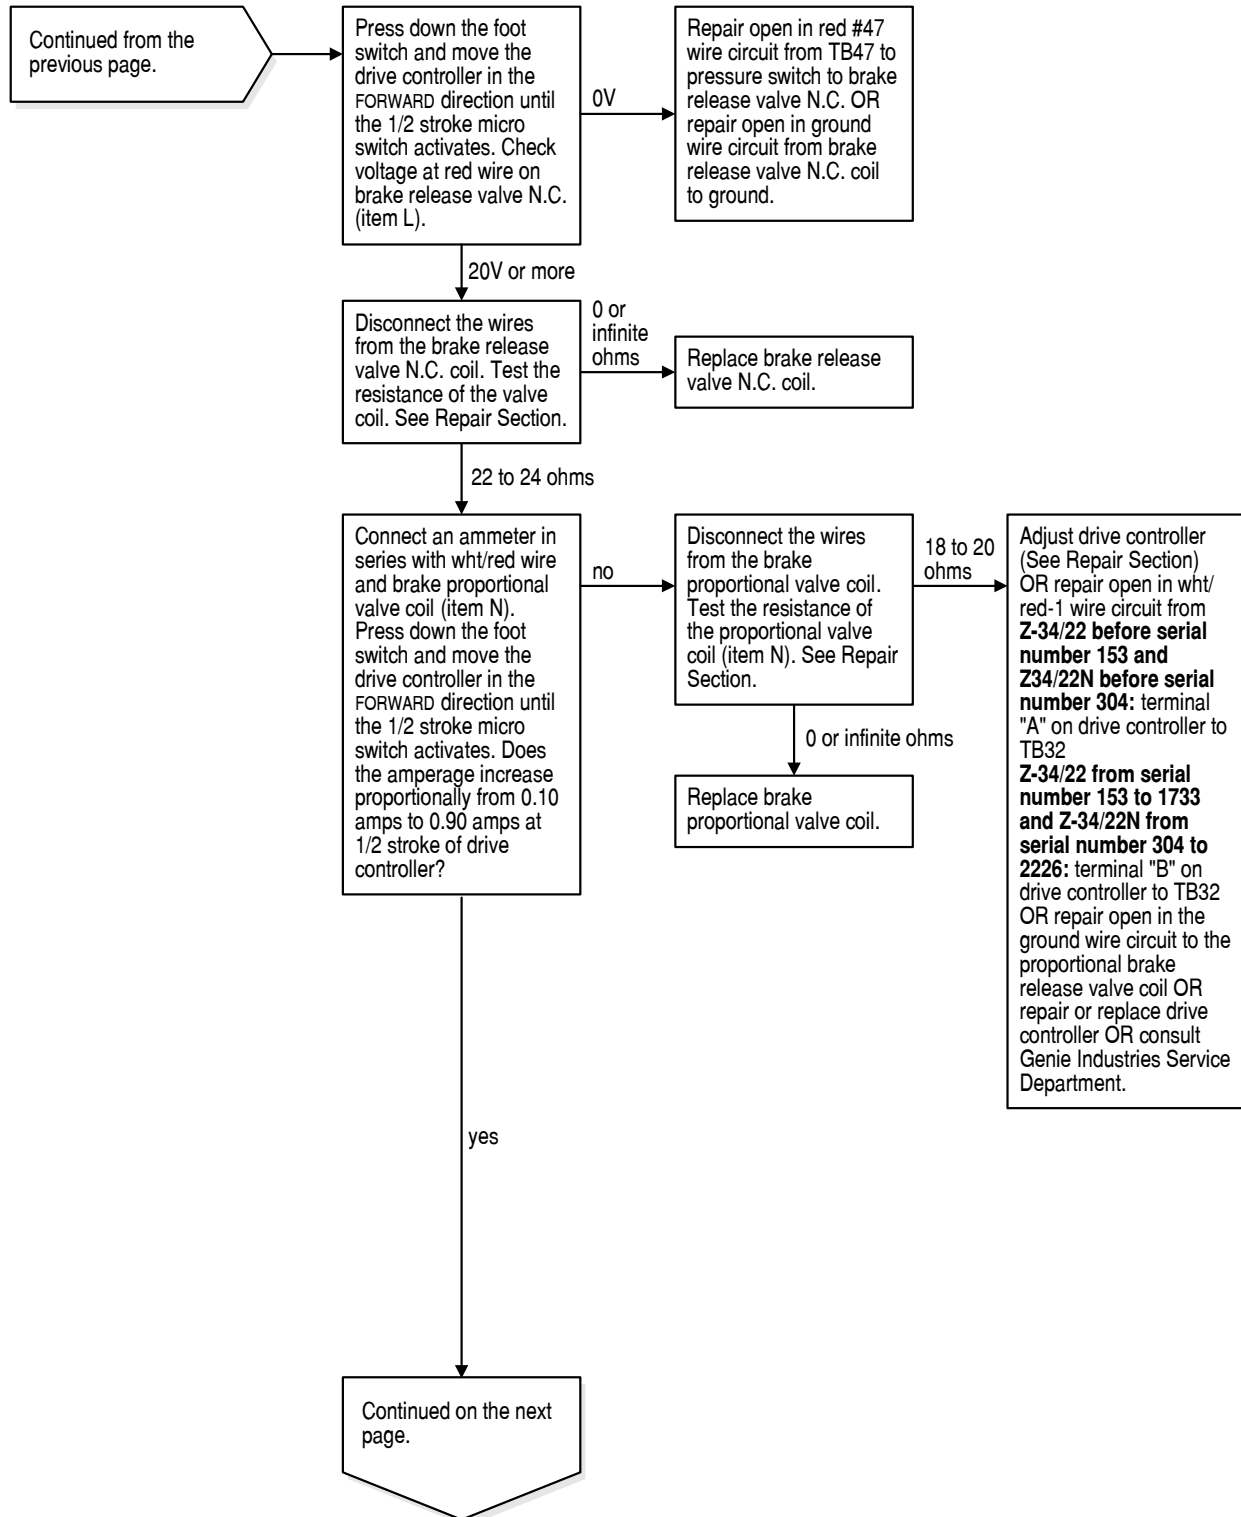 Continued from the
previous page.
Press down the foot
switch and move the
drive controller in the
FORWARD direction until
the 1/2 stroke micro
switch activates. Check
voltage at red wire on
brake release valve N.C.
(item L).
0V
Repair open in red #47
wire circuit from TB47 to
pressure switch to brake
release valve N.C. OR
repair open in ground
wire circuit from brake
release valve N.C. coil
to ground.
20V or more
Disconnect the wires
from the brake release
valve N.C. coil. Test the
resistance of the valve
coil. See Repair Section.
0 or
infinite
ohms
Replace brake release
valve N.C. coil.
22 to 24 ohms
Connect an ammeter in
series with wht/red wire
and brake proportional
valve coil (item N).
Press down the foot
switch and move the
drive controller in the
FORWARD direction until
the 1/2 stroke micro
switch activates. Does
the amperage increase
proportionally from 0.10
amps to 0.90 amps at
1/2 stroke of drive
controller?
no
Disconnect the wires
from the brake
proportional valve coil.
Test the resistance of
the proportional valve
coil (item N). See Repair
Section.
18 to 20
ohms
Adjust drive controller
(See Repair Section)
OR repair open in wht/
red-1 wire circuit from
Z-34/22 before serial
number 153 and
Z34/22N before serial
number 304: terminal
"A" on drive controller to
TB32
Z-34/22 from serial
number 153 to 1733
and Z-34/22N from
serial number 304 to
2226: terminal "B" on
drive controller to TB32
OR repair open in the
ground wire circuit to the
proportional brake
release valve coil OR
repair or replace drive
controller OR consult
Genie Industries Service
Department.
0 or infinite ohms
Replace brake
proportional valve coil.
yes
Continued on the next
page.